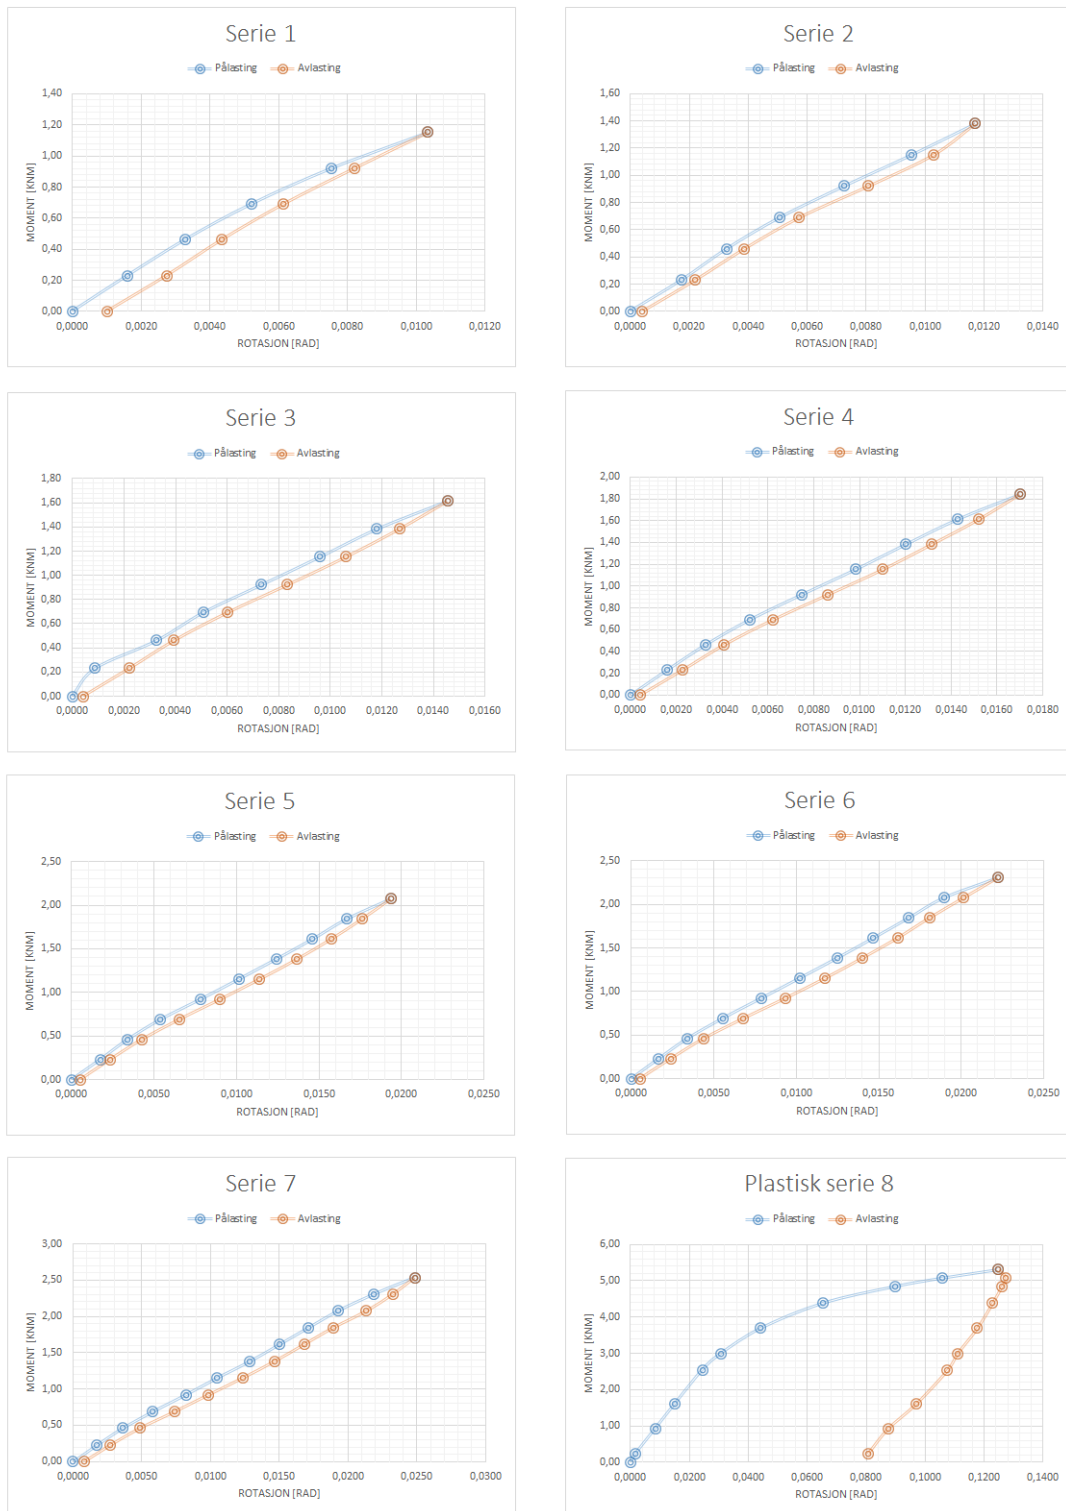 Serie 1
Pålasting Avlasting
1,40
1,20
1,00
0,80
0,60
0,40
0,20
0,00
MOMENT [KNM]
0,0000 0,0020 0,0040 0,0060 0,0080 0,0100 0,0120
ROTASJON [RAD]
Serie 2
Pålasting Avlasting
1,60
1,40
1,20
1,00
0,80
0,60
0,40
0,20
0,00
MOMENT [KNM]
0,0000 0,0020 0,0040 0,0060 0,0080 0,0100 0,0120 0,0140
ROTASJON [RAD]
Serie 3
Pålasting Avlasting
1,80
1,60
1,40
1,20
1,00
0,80
0,60
0,40
0,20
0,00
MOMENT [KNM]
0,0000 0,0020 0,0040 0,0060 0,0080 0,0100 0,0120 0,0140 0,0160
ROTASJON [RAD]
Serie 4
Pålasting Avlasting
2,00
1,80
1,60
1,40
1,20
1,00
0,80
0,60
0,40
0,20
0,00
MOMENT [KNM]
0,0000 0,0020 0,0040 0,0060 0,0080 0,0100 0,0120 0,0140 0,0160 0,0180
ROTASJON [RAD]
Serie 5
Pålasting Avlasting
2,50
2,00
1,50
1,00
0,50
0,00
MOMENT [KNM]
0,0000 0,0050 0,0100 0,0150 0,0200 0,0250
ROTASJON [RAD]
Serie 6
Pålasting Avlasting
2,50
2,00
1,50
1,00
0,50
0,00
MOMENT [KNM]
0,0000 0,0050 0,0100 0,0150 0,0200 0,0250
ROTASJON [RAD]
Serie 7
Pålasting Avlasting
3,00
2,50
2,00
1,50
1,00
0,50
0,00
MOMENT [KNM]
0,0000 0,0050 0,0100 0,0150 0,0200 0,0250 0,0300
ROTASJON [RAD]
Plastisk serie 8
Pålasting Avlasting
6,00
5,00
4,00
3,00
2,00
1,00
0,00
MOMENT [KNM]
0,0000 0,0200 0,0400 0,0600 0,0800 0,1000 0,1200 0,1400
ROTASJON [RAD]